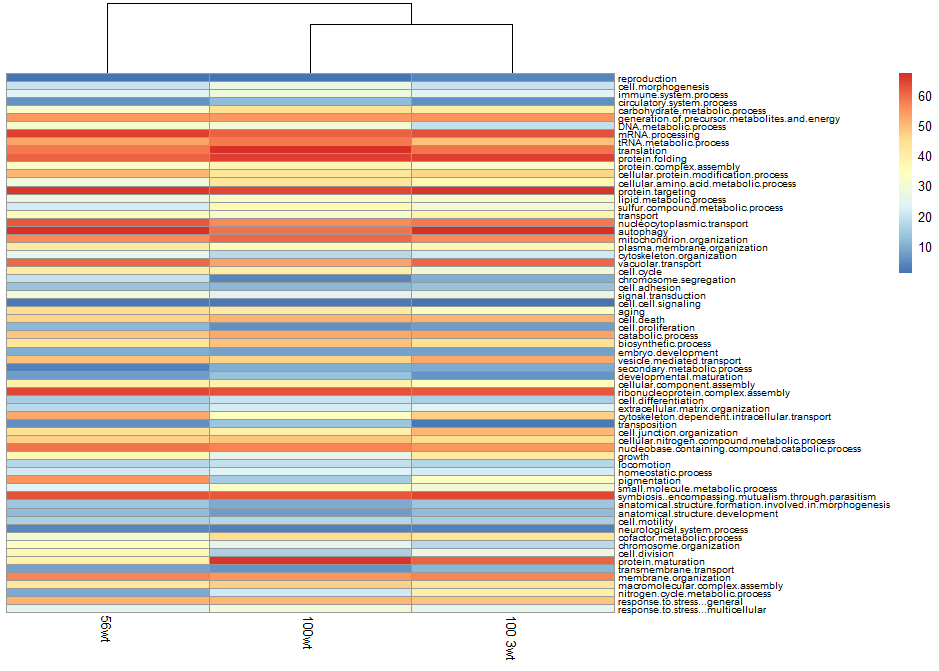 reproduction
cell.morphogenesis
immune.system.process
circulatory.system.process
carbohydrate.metabolic.process
generation.of.precursor.metabolites.and.energy
DNA.metabolic.process
mRNA.processing
tRNA.metabolic.process
translation
protein.folding
protein.complex.assembly
cellular.protein.modification.process
cellular.amino.acid.metabolic.process
protein.targeting
lipid.metabolic.process
sulfur.compound.metabolic.process
transport
nucleocytoplasmic.transport
autophagy
mitochondrion.organization
plasma.membrane.organization
cytoskeleton.organization
vacuolar.transport
cell.cycle
chromosome.segregation
cell.adhesion
signal.transduction
cell.cell.signaling
aging
cell.death
cell.proliferation
catabolic.process
biosynthetic.process
embryo.development
vesicle.mediated.transport
secondary.metabolic.process
developmental.maturation
cellular.component.assembly
ribonucleoprotein.complex.assembly
cell.differentiation
extracellular.matrix.organization
cytoskeleton.dependent.intracellular.transport
transposition
cell.junction.organization
cellular.nitrogen.compound.metabolic.process
nucleobase.containing.compound.catabolic.process
growth
locomotion
homeostatic.process
pigmentation
small.molecule.metabolic.process
symbiosis..encompassing.mutualism.through.parasitism
anatomical.structure.formation.involved.in.morphogenesis
anatomical.structure.development
cell.motility
neurological.system.process
cofactor.metabolic.process
chromosome.organization
cell.division
protein.maturation
transmembrane.transport
membrane.organization
macromolecular.complex.assembly
nitrogen.cycle.metabolic.process
response.to.stress...general
response.to.stress...multicellular
60
50
40
30
20
10
56wt
100wt
100 3wt